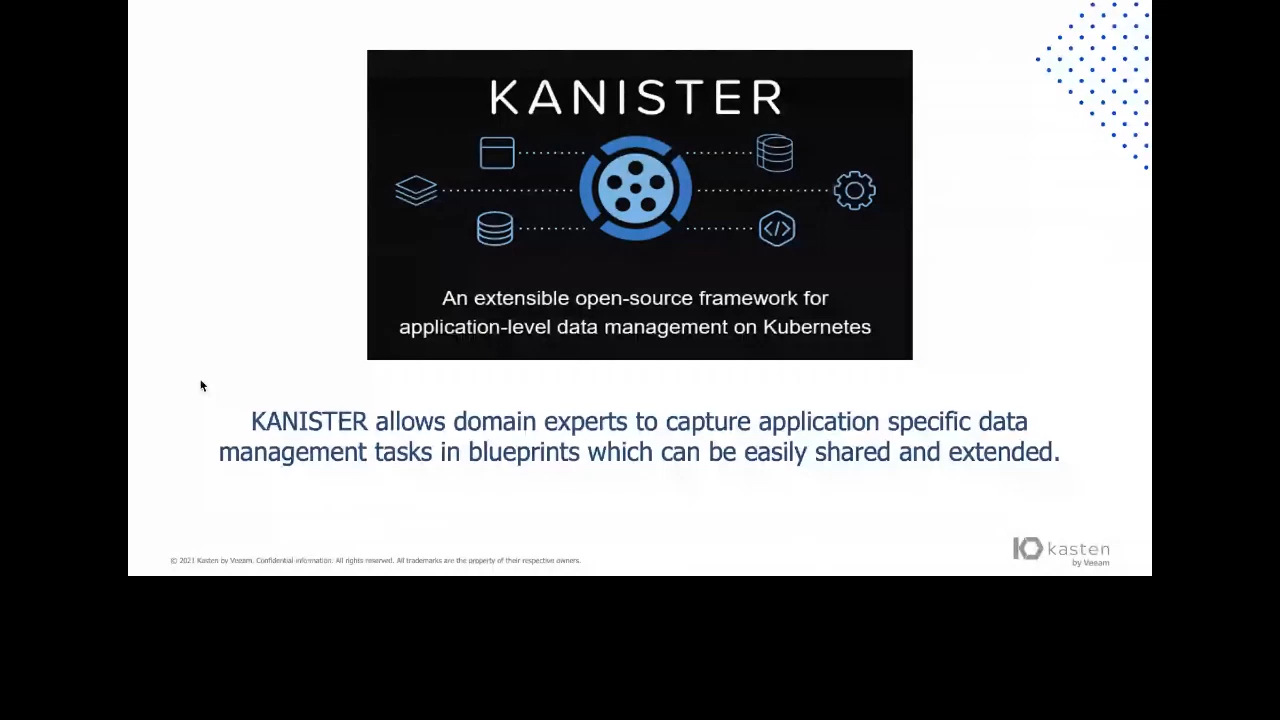 KANISTER
An extensible open-source framework for
application-level data management on Kubernetes
KANISTER allows domain experts to capture application specific data
management tasks in blueprints which can be easily shared and extended.
© 2021 Kasten by Veeam. Confidential information. All rights reserved. All trademarks are the property of their respective owners.
kasten
by Veeam